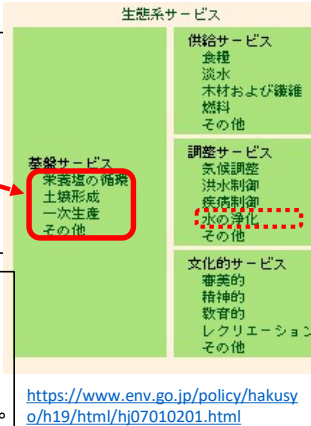 生態系サービス
基盤サービス
栄養塩の循環
土壌形成
一次生産
その他
供給サービス
食糧
淡水
木材および繊維
燃料
その他
調整サービス
気候調整
洪水制御
疾病制御
水の浄化
その他
文化的サービス
審美的
精神的
教育的
レクリエーション
その他
https://www.env.go.jp/policy/hakusy
o/h19/html/hj07010201.html
。